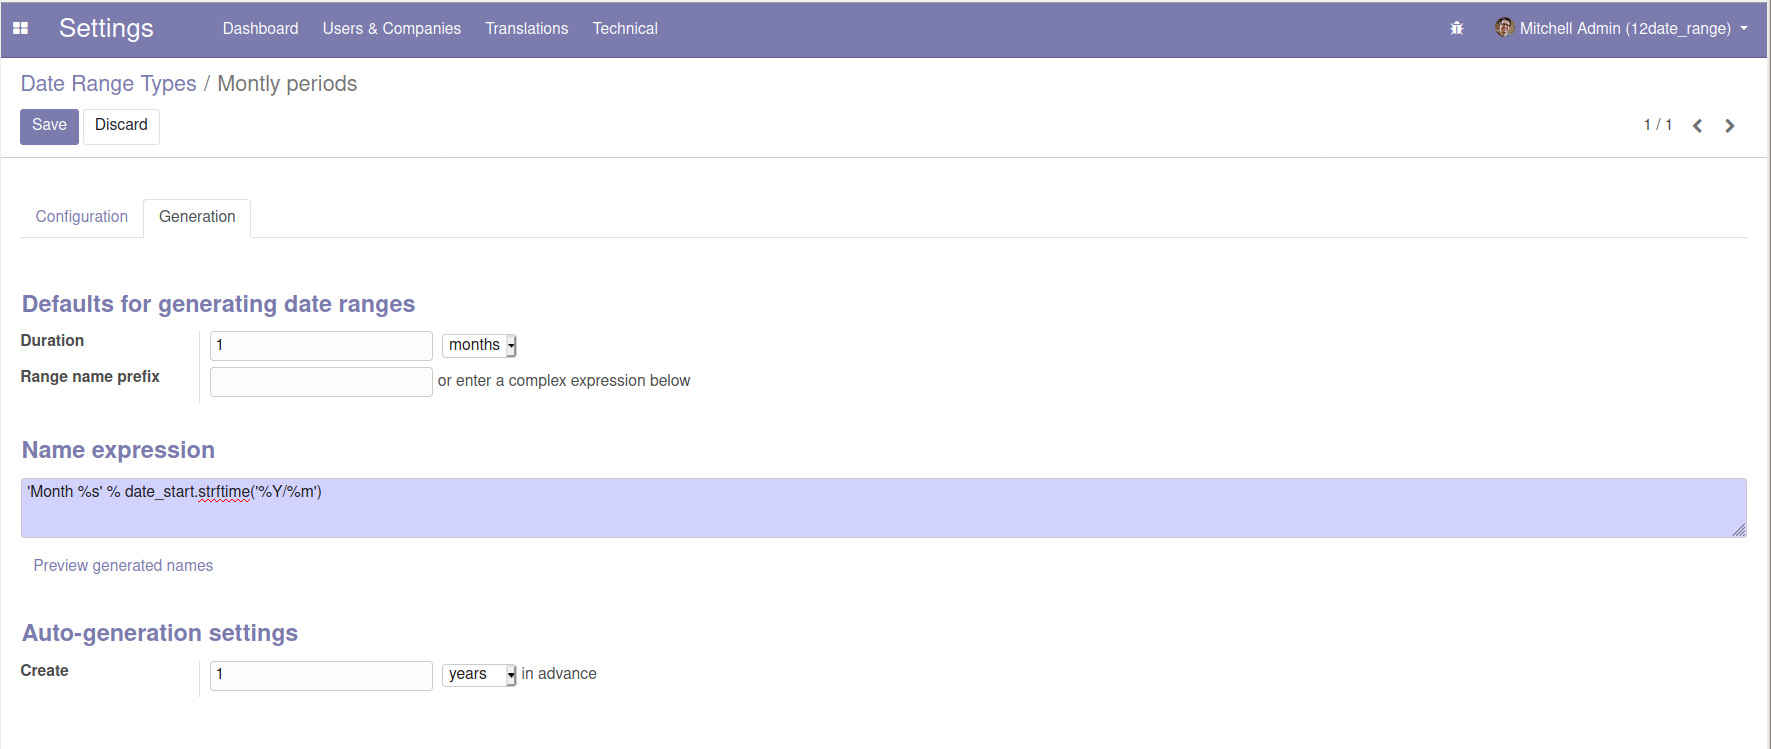 Settings Dashboard Users & Companies Translations Technical Mitchell Admin (12date_range)
Date Range Types / Montly periods
Save Discard 1 / 1
Configuration Generation
Defaults for generating date ranges
Duration 1 months
Range name prefix or enter a complex expression below
Name expression
'Month %s' % date_start.strftime('%Y/%m')
Preview generated names
Auto-generation settings
Create 1 years in advance